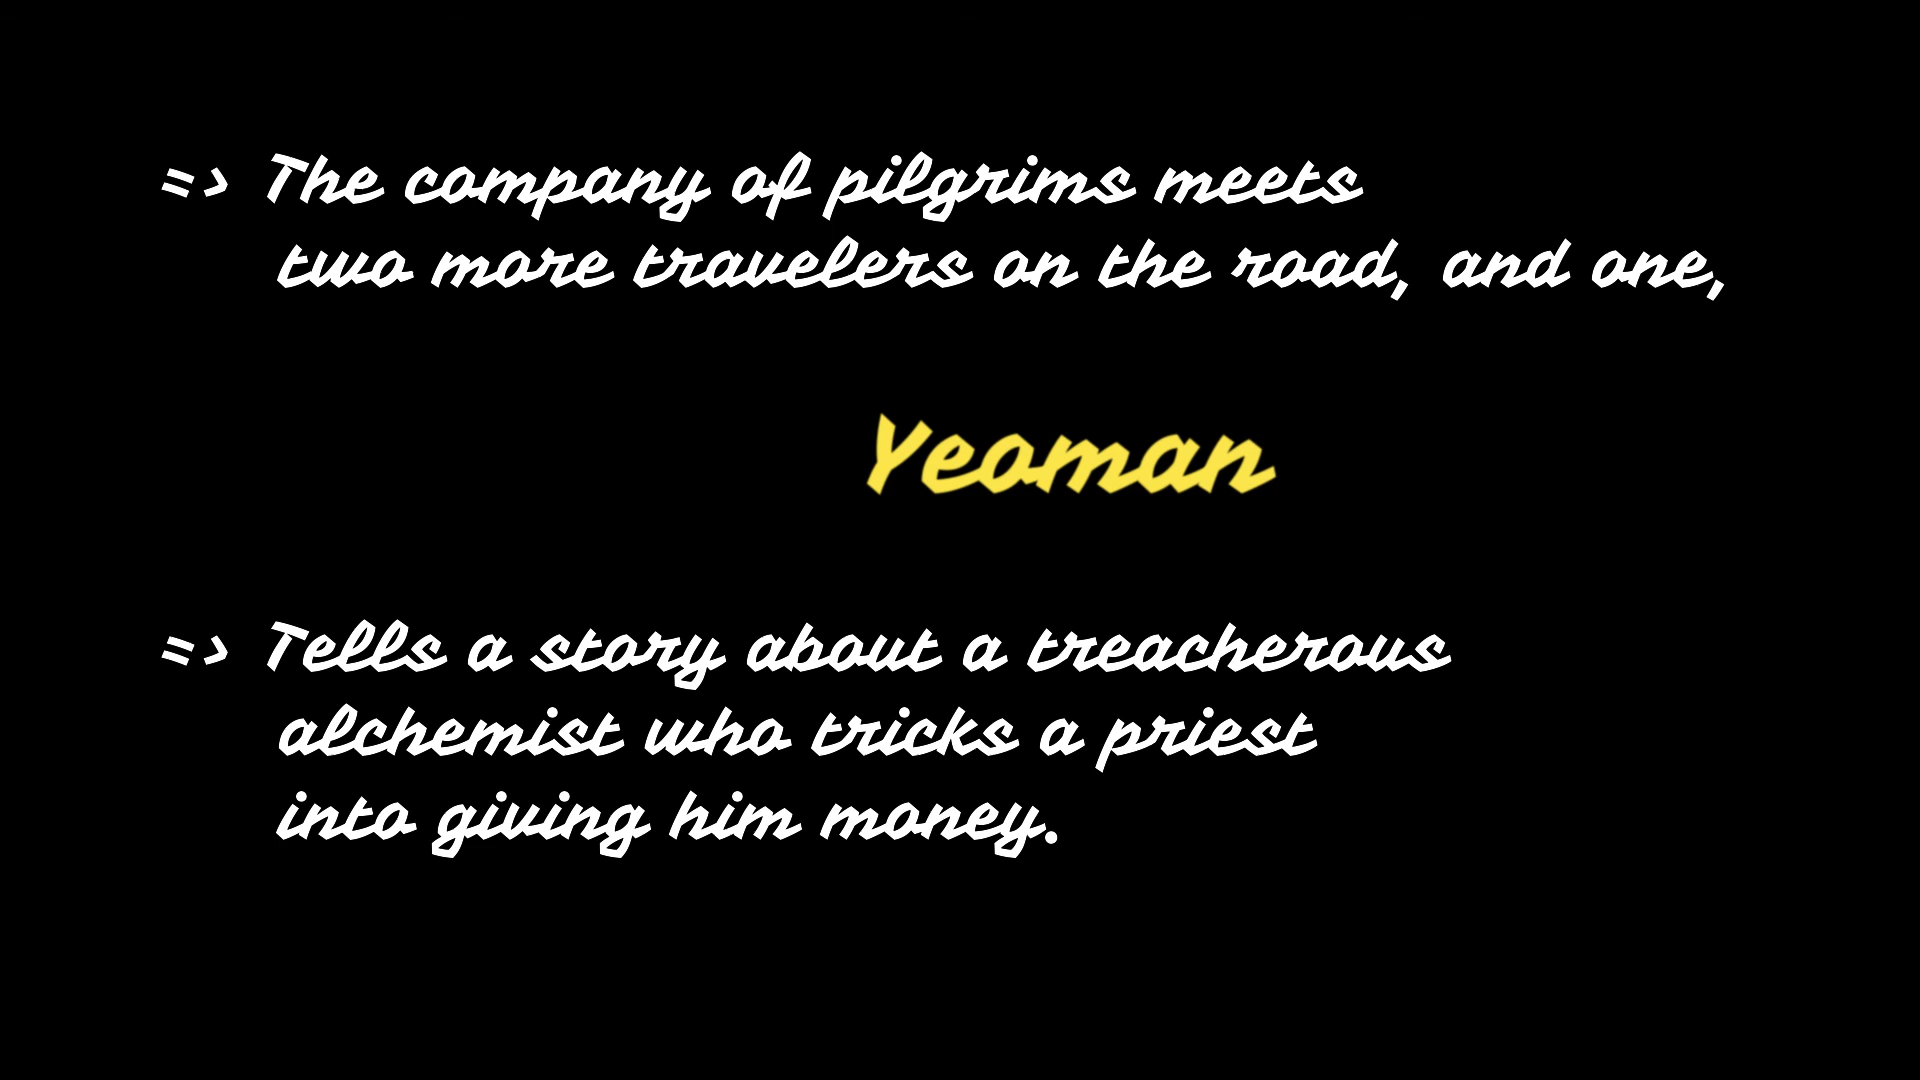 => The company of pilgrims meets
two more travelers on the road, and one,
Yeoman
=> Tells a story about a treacherous
alchemist who tricks a priest
into giving him money.